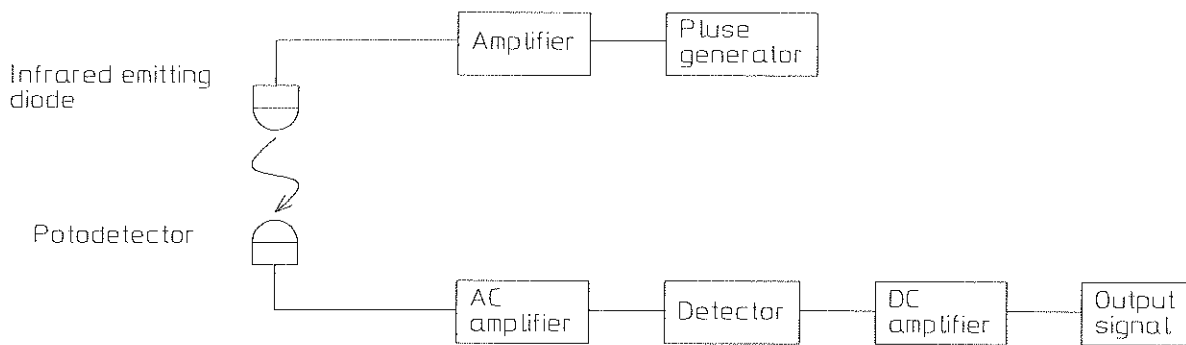 Amplifier
Pluse
generator
Infrared emitting
diode
Potodetector
AC
amplifier
Detector
DC
amplifier
Output
signal